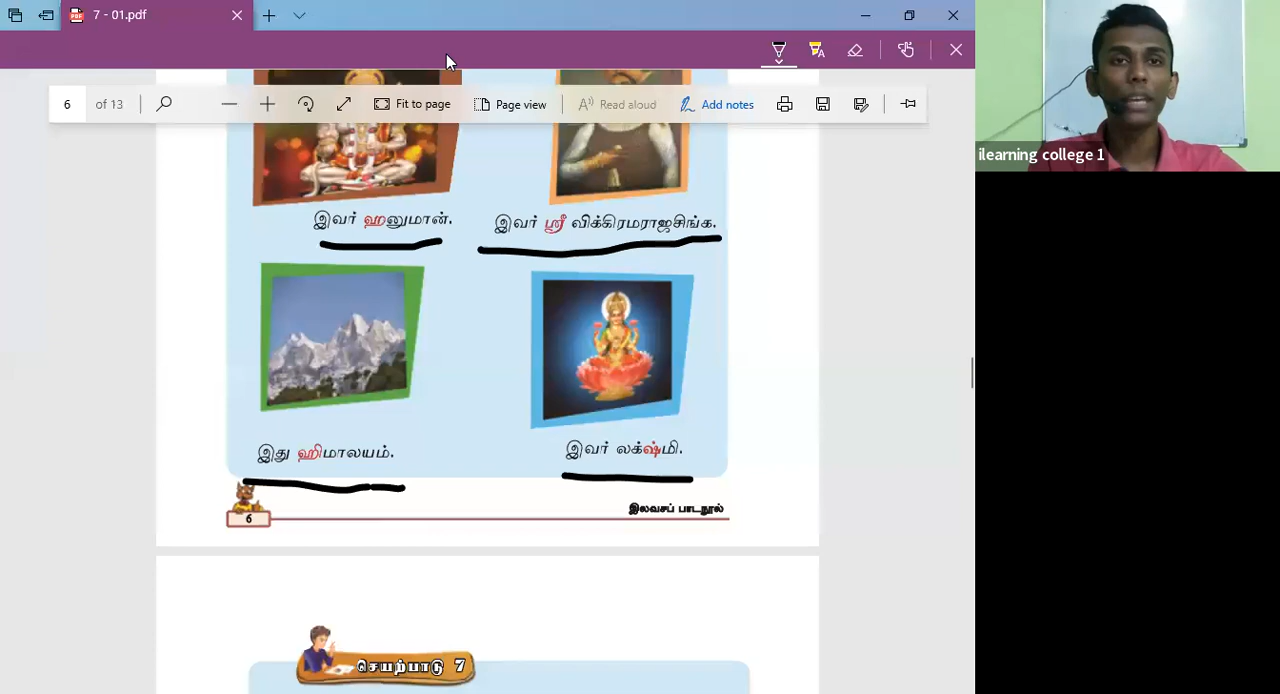 7 - 01.pdf
6 of 13 Fit to page Page view Read aloud Add notes
ilearning college 1
இவர் ஹனுமான். இவர் ஸ்ரீ விக்கிரமராஜசிங்க.
இது ஹிமாலயம். இவர் லக்ஷ்மி.
6 இலவசப் பாடநூல்
செயற்பாடு 7